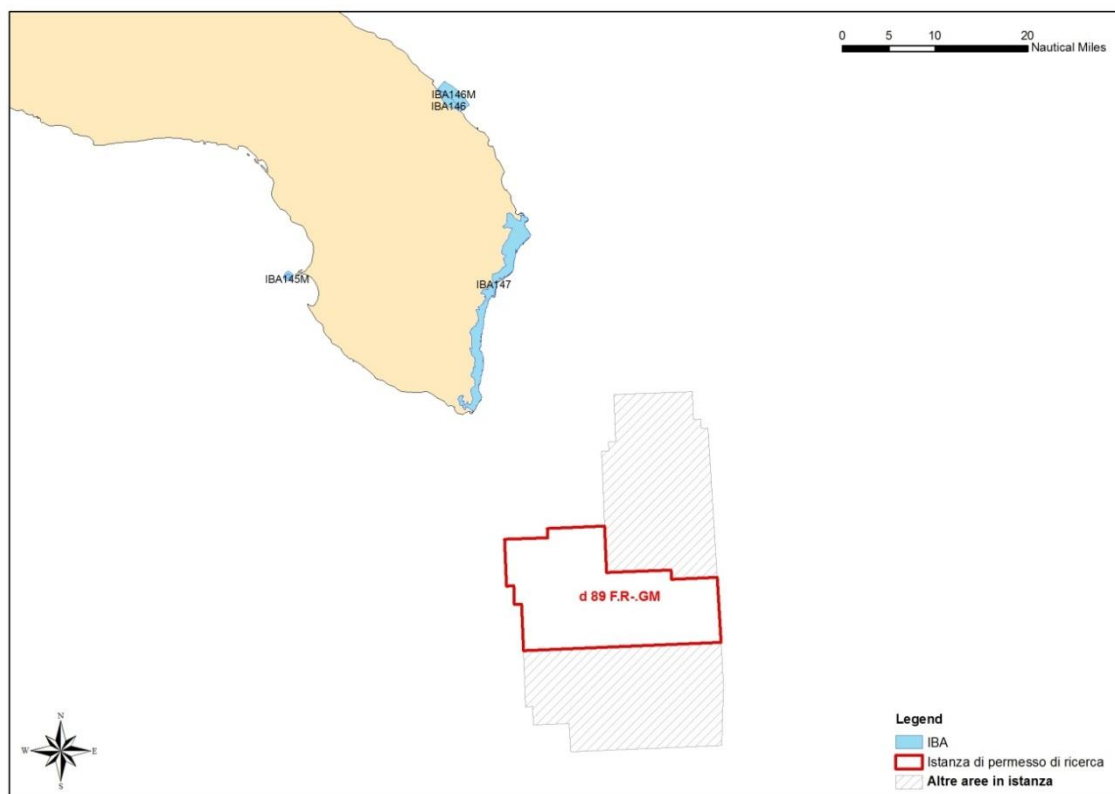 0 5 10 20
Nautical Miles
IBA146M
IBA146
IBA145M
IBA147
d 89 F.R-.GM
N
W E
S
Legend
IBA
Istanza di permesso di ricerca
Altre aree in istanza